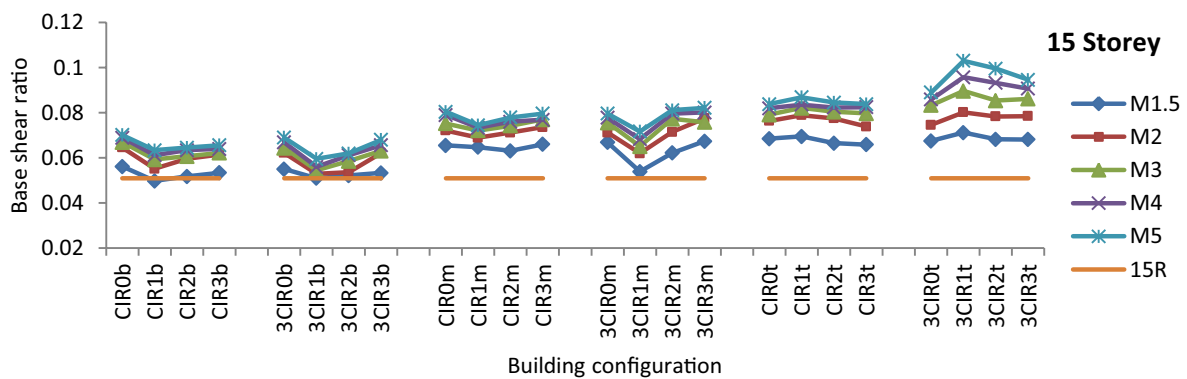 15 Storey
Base shear ratio
0.12
0.1
0.08
0.06
0.04
0.02
CIR0b
CIR1b
CIR2b
CIR3b
3CIR0b
3CIR1b
3CIR2b
3CIR3b
CIR0m
CIR1m
CIR2m
CIR3m
3CIR0m
3CIR1m
3CIR2m
3CIR3m
CIR0t
CIR1t
CIR2t
CIR3t
3CIR0t
3CIR1t
3CIR2t
3CIR3t
Building configuration
M1.5
M2
M3
M4
M5
15R